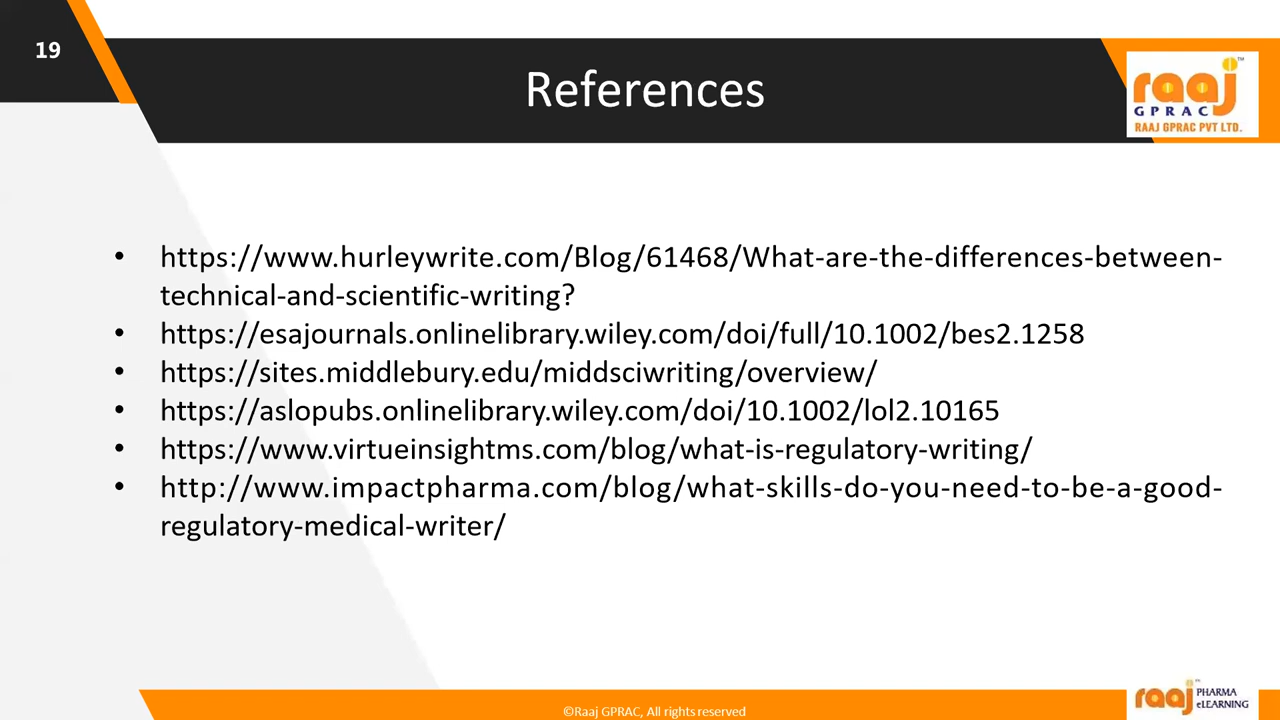 19
References
raaj™
GPRAC
RAAJ GPRAC PVT LTD.
• https://www.hurleywrite.com/Blog/61468/What-are-the-differences-between-
technical-and-scientific-writing?
• https://esajournals.onlinelibrary.wiley.com/doi/full/10.1002/bes2.1258
• https://sites.middlebury.edu/middsciwriting/overview/
• https://aslopubs.onlinelibrary.wiley.com/doi/10.1002/lol2.10165
• https://www.virtueinsightms.com/blog/what-is-regulatory-writing/
• http://www.impactpharma.com/blog/what-skills-do-you-need-to-be-a-good-
regulatory-medical-writer/
©Raaj GPRAC, All rights reserved
raaj™ PHARMA
eLEARNING